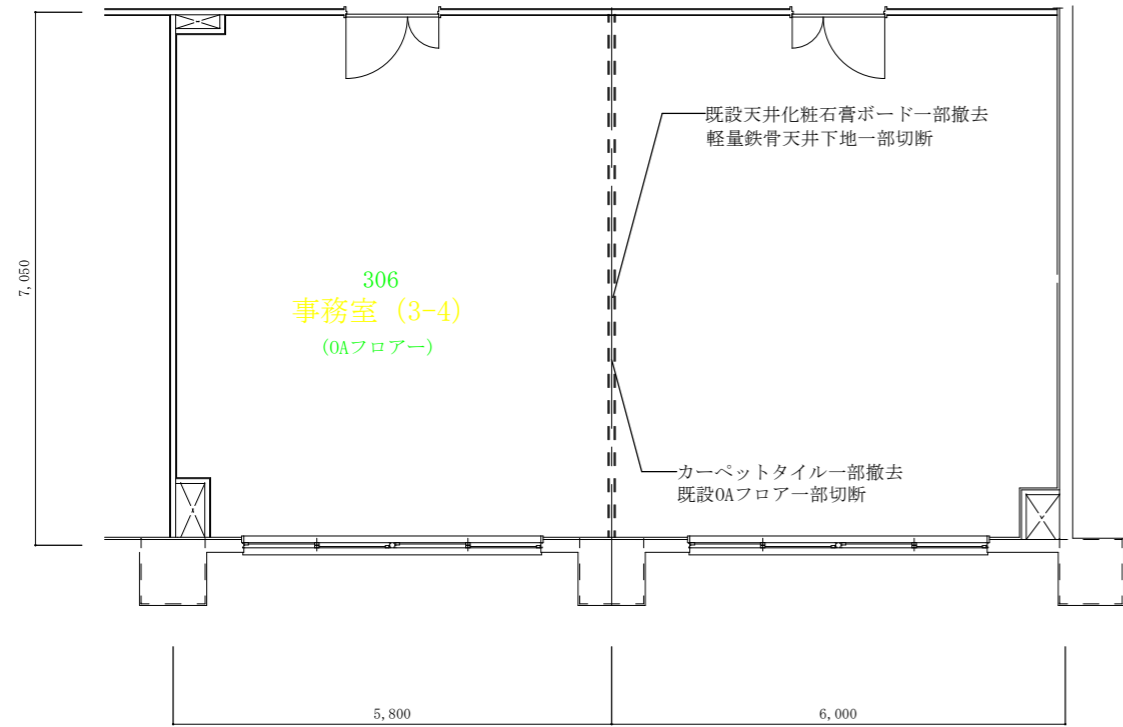 既設天井化粧石膏ボード一部撤去
軽量鉄骨天井下地一部切断
7,050
306
事務室 (3-4)
(OAフロアー)
カーペットタイル一部撤去
既設OAフロア一部切断
5,800
6,000